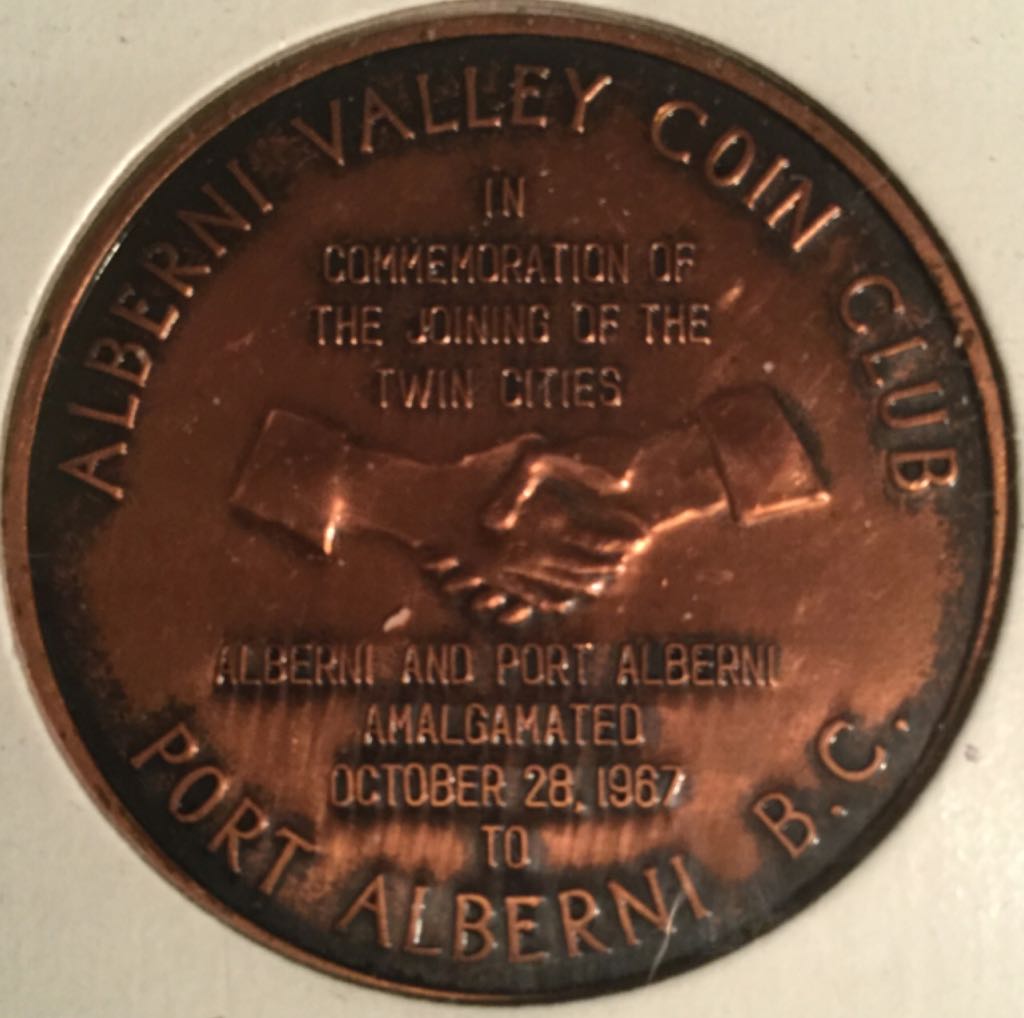 ALBERNI VALLEY COIN CLUB
IN
COMMEMORATION OF
THE JOINING OF THE
TWIN CITIES
ALBERNI AND PORT ALBERNI
AMALGAMATED
OCTOBER 28, 1967
TO
PORT ALBERNI B.C.